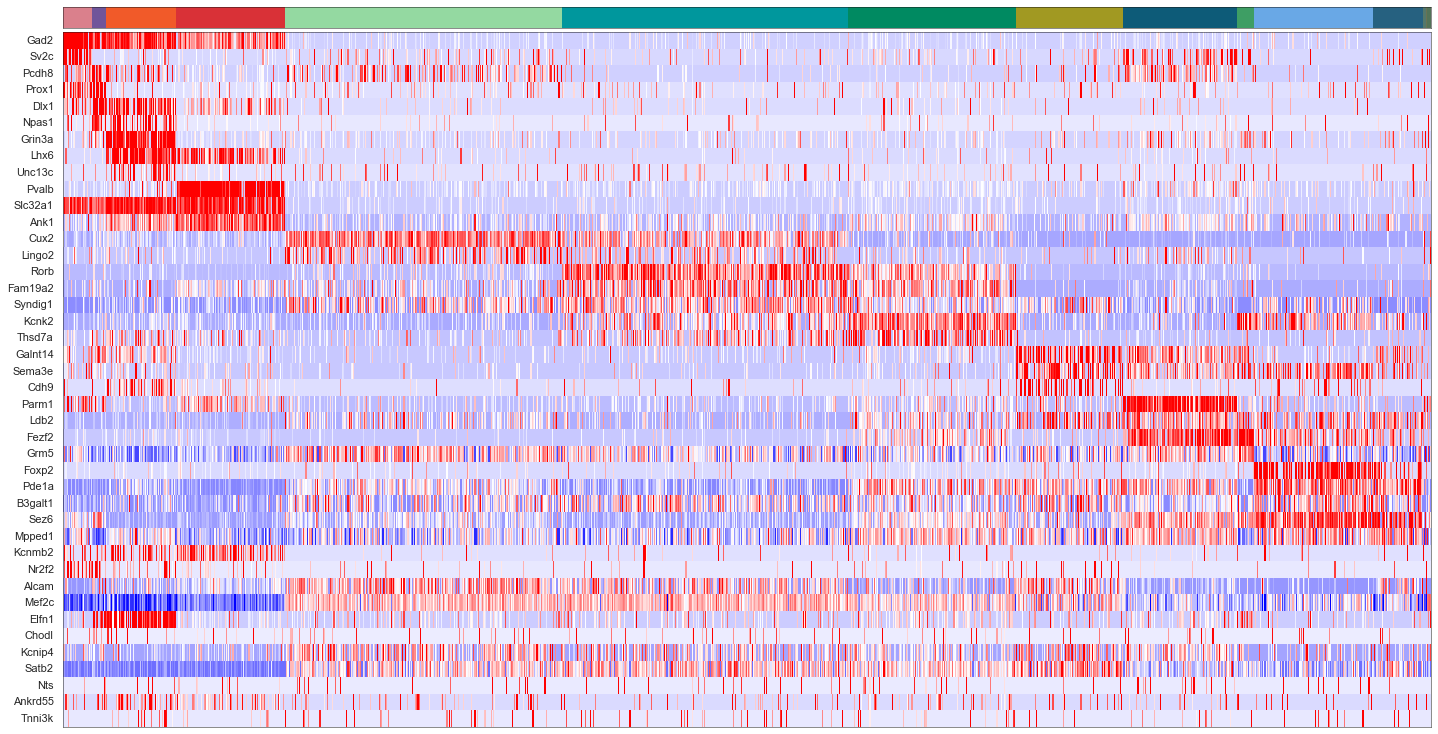 Gad2
Sv2c
Pcdh8
Prox1
Dlx1
Npas1
Grin3a
Lhx6
Unc13c
Pvalb
Slc32a1
Ank1
Cux2
Lingo2
Rorb
Fam19a2
Syndig1
Kcnk2
Thsd7a
Galnt14
Sema3e
Cdh9
Parm1
Ldb2
Fezf2
Grm5
Foxp2
Pde1a
B3galt1
Sez6
Mpped1
Kcnmb2
Nr2f2
Alcam
Mef2c
Elfn1
Chodl
Kcnip4
Satb2
Nts
Ankrd55
Tnni3k